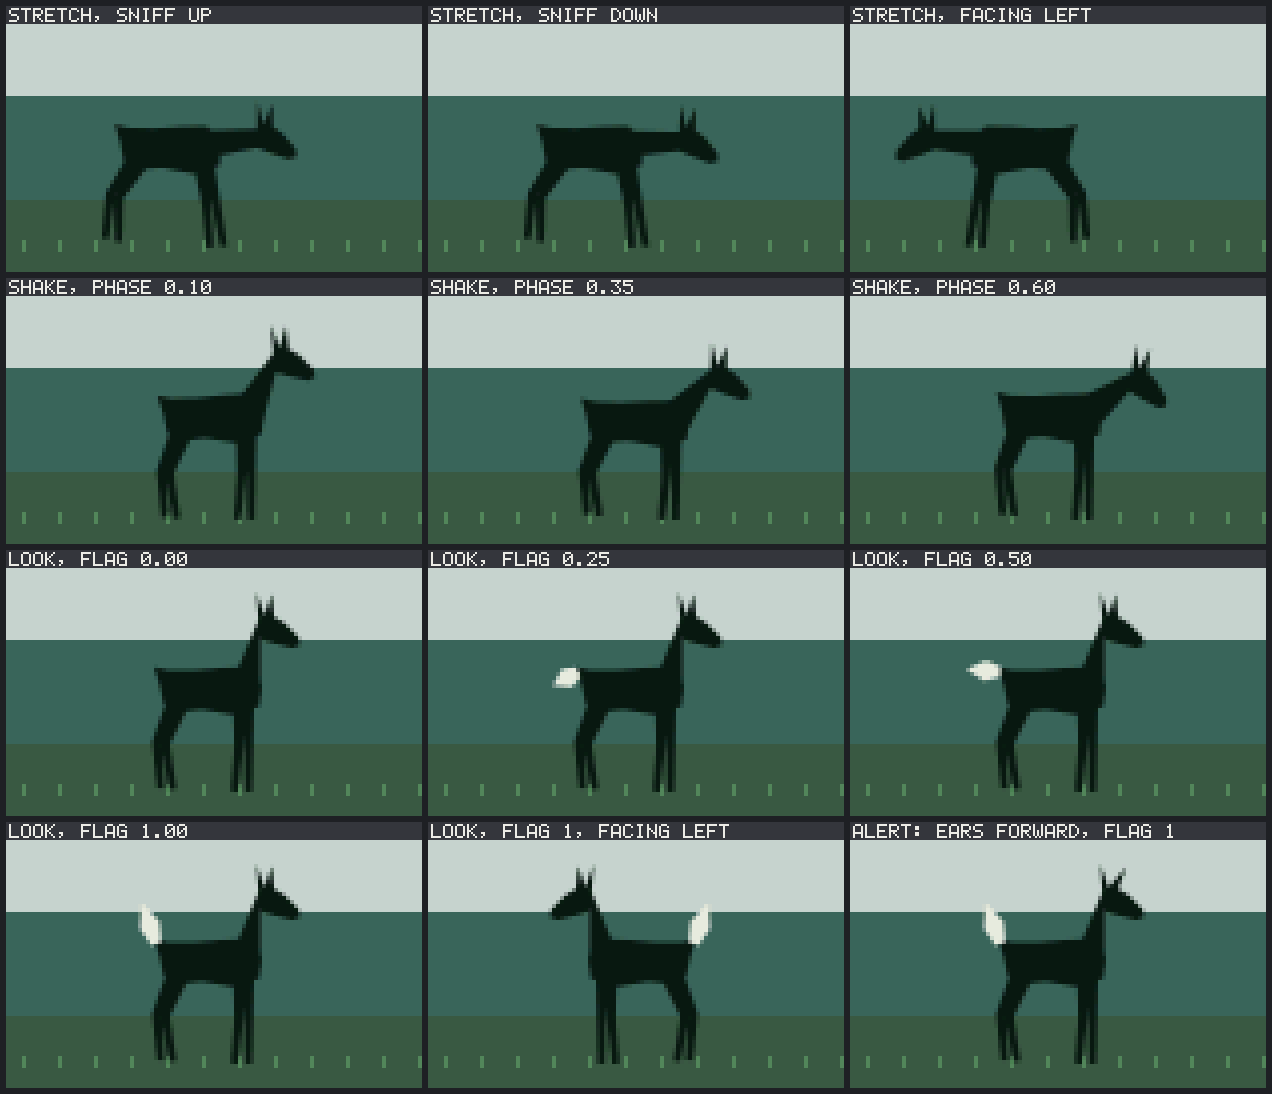 STRETCH, SNIFF UP
STRETCH, SNIFF DOWN
STRETCH, FACING LEFT
SHAKE, PHASE 0.10
SHAKE, PHASE 0.35
SHAKE, PHASE 0.60
LOOK, FLAG 0.00
LOOK, FLAG 0.25
LOOK, FLAG 0.50
LOOK, FLAG 1.00
LOOK, FLAG 1, FACING LEFT
ALERT: EARS FORWARD, FLAG 1